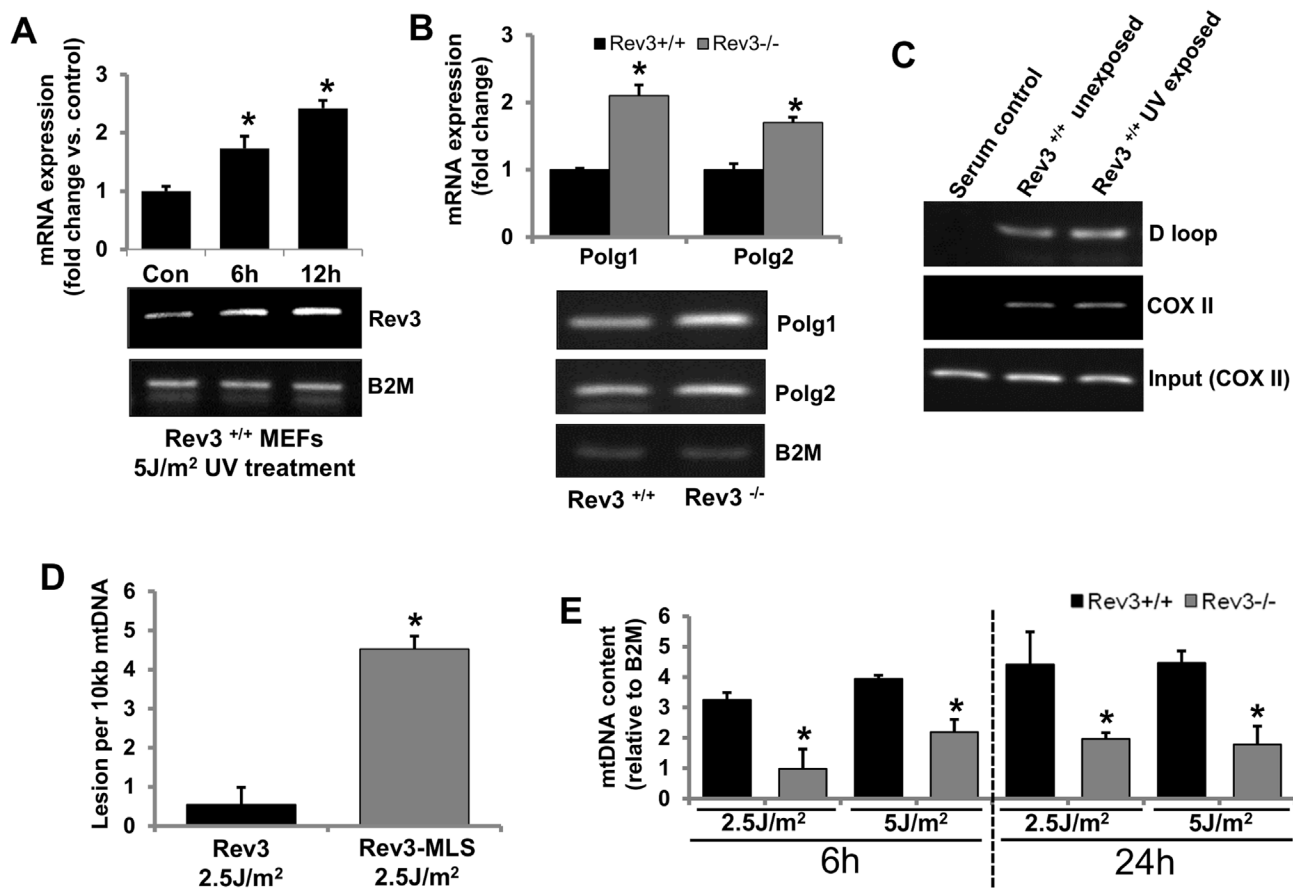 A
mRNA expression
(fold change vs. control)
3
2
1
0
*
*
Con 6h 12h
Rev3
B2M
Rev3 +/+ MEFs
5J/m2 UV treatment
B
Rev3+/+ Rev3-/-
mRNA expression
(fold change)
3
2
1
0
*
*
Polg1 Polg2
Polg1
Polg2
B2M
Rev3 +/+ Rev3 -/-
C
Serum control
Rev3 +/+ unexposed
Rev3 +/+ UV exposed
D loop
COX II
Input (COX II)
D
Lesion per 10kb mtDNA
6
5
4
3
2
1
0
*
Rev3 Rev3-MLS
2.5J/m2 2.5J/m2
E
Rev3+/+ Rev3-/-
mtDNA content
(relative to B2M)
6
5
4
3
2
1
0
*
*
*
*
2.5J/m2 5J/m2 2.5J/m2 5J/m2
6h 24h